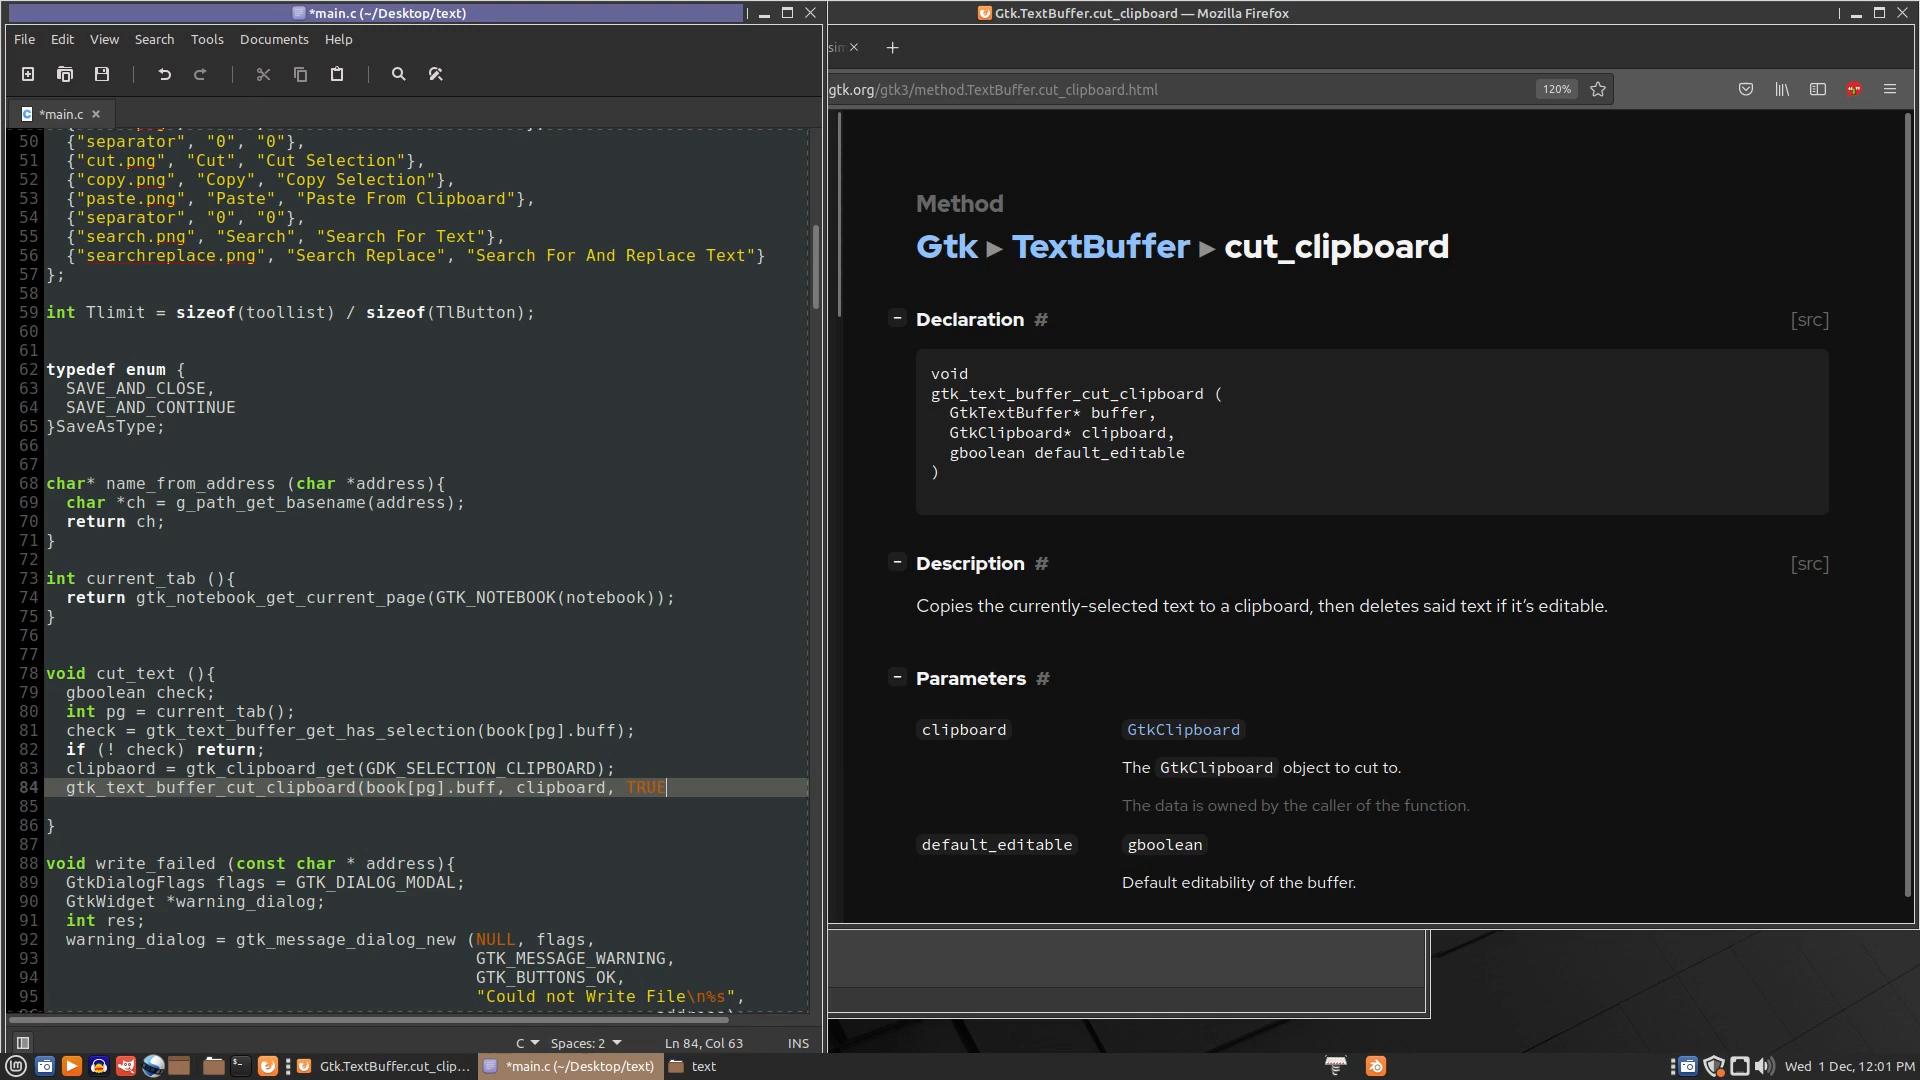 *main.c (~/Desktop/text)
File Edit View Search Tools Documents Help
*main.c
50 {"separator", "0", "0"},
51 {"cut.png", "Cut", "Cut Selection"},
52 {"copy.png", "Copy", "Copy Selection"},
53 {"paste.png", "Paste", "Paste From Clipboard"},
54 {"separator", "0", "0"},
55 {"search.png", "Search", "Search For Text"},
56 {"searchreplace.png", "Search Replace", "Search For And Replace Text"}
57 };
58
59 int Tlimit = sizeof(toollist) / sizeof(TlButton);
60
61
62 typedef enum {
63 SAVE_AND_CLOSE,
64 SAVE_AND_CONTINUE
65 }SaveAsType;
66
67
68 char* name_from_address (char *address){
69 char *ch = g_path_get_basename(address);
70 return ch;
71 }
72
73 int current_tab (){
74 return gtk_notebook_get_current_page(GTK_NOTEBOOK(notebook));
75 }
76
77
78 void cut_text (){
79 gboolean check;
80 int pg = current_tab();
81 check = gtk_text_buffer_get_has_selection(book[pg].buff);
82 if (! check) return;
83 clipbaord = gtk_clipboard_get(GDK_SELECTION_CLIPBOARD);
84 gtk_text_buffer_cut_clipboard(book[pg].buff, clipboard, TRUE
85
86 }
87
88 void write_failed (const char * address){
89 GtkDialogFlags flags = GTK_DIALOG_MODAL;
90 GtkWidget *warning_dialog;
91 int res;
92 warning_dialog = gtk_message_dialog_new (NULL, flags,
93 GTK_MESSAGE_WARNING,
94 GTK_BUTTONS_OK,
95 "Could not Write File\n%s",
C Spaces: 2 Ln 84, Col 63 INS
Gtk.TextBuffer.cut_clipboard — Mozilla Firefox
gtk.org/gtk3/method.TextBuffer.cut_clipboard.html 120%
Method
Gtk ▸ TextBuffer ▸ cut_clipboard
− Declaration # [src]
void
gtk_text_buffer_cut_clipboard (
GtkTextBuffer* buffer,
GtkClipboard* clipboard,
gboolean default_editable
)
− Description # [src]
Copies the currently-selected text to a clipboard, then deletes said text if it’s editable.
− Parameters #
clipboard GtkClipboard
The GtkClipboard object to cut to.
The data is owned by the caller of the function.
default_editable gboolean
Default editability of the buffer.
Gtk.TextBuffer.cut_clip... *main.c (~/Desktop/text) text Wed 1 Dec, 12:01 PM